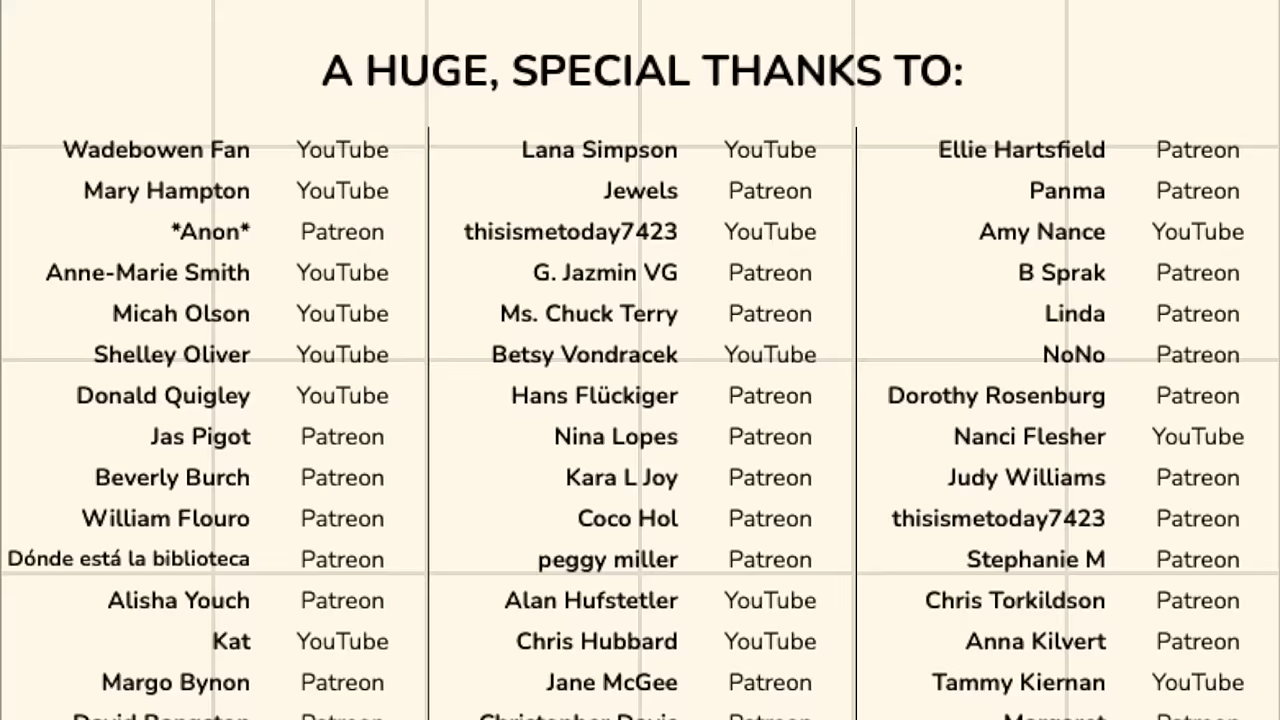 A HUGE, SPECIAL THANKS TO:
Wadebowen Fan YouTube
Mary Hampton YouTube
*Anon* Patreon
Anne-Marie Smith YouTube
Micah Olson YouTube
Shelley Oliver YouTube
Donald Quigley YouTube
Jas Pigot Patreon
Beverly Burch Patreon
William Flouro Patreon
Dónde está la biblioteca Patreon
Alisha Youch Patreon
Kat YouTube
Margo Bynon Patreon
Lana Simpson YouTube
Jewels Patreon
thisismetoday7423 YouTube
G. Jazmin VG Patreon
Ms. Chuck Terry Patreon
Betsy Vondracek YouTube
Hans Flückiger Patreon
Nina Lopes Patreon
Kara L Joy Patreon
Coco Hol Patreon
peggy miller Patreon
Alan Hufstetler YouTube
Chris Hubbard YouTube
Jane McGee Patreon
Ellie Hartsfield Patreon
Panma Patreon
Amy Nance YouTube
B Sprak Patreon
Linda Patreon
NoNo Patreon
Dorothy Rosenburg Patreon
Nanci Flesher YouTube
Judy Williams Patreon
thisismetoday7423 Patreon
Stephanie M Patreon
Chris Torkildson Patreon
Anna Kilvert Patreon
Tammy Kiernan YouTube